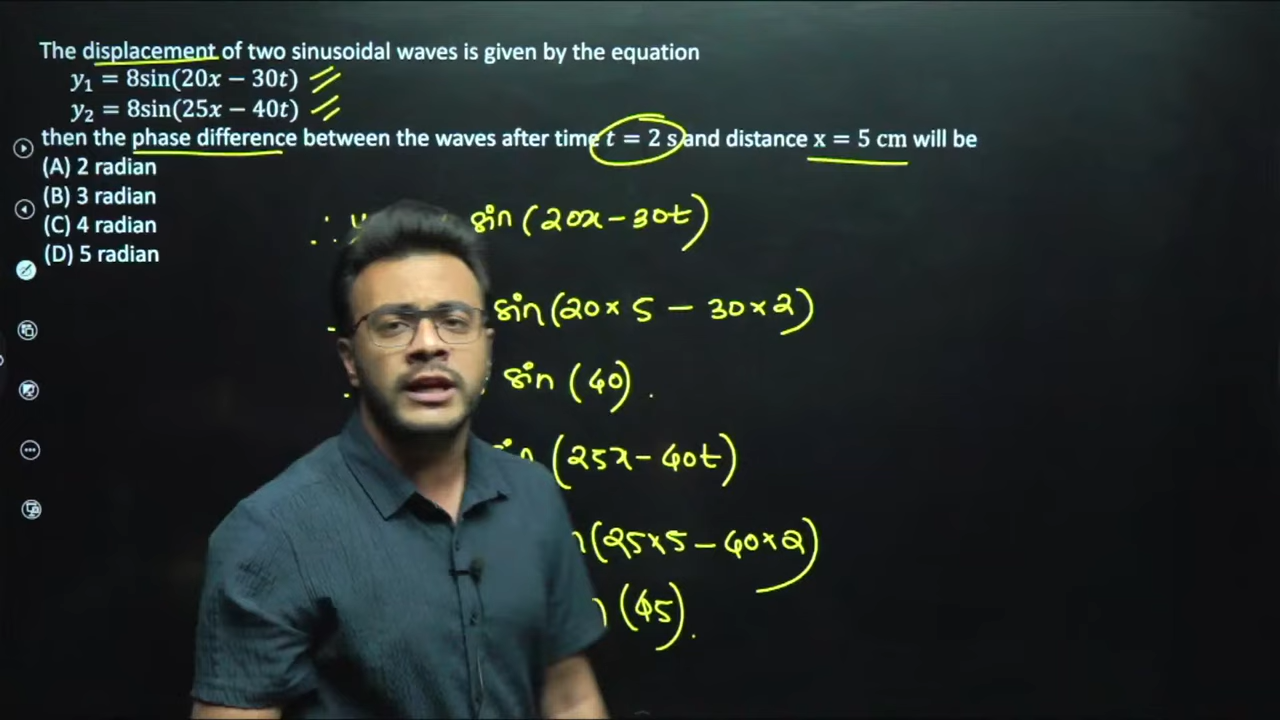 The displacement of two sinusoidal waves is given by the equation
y₁ = 8sin(20x − 30t)
y₂ = 8sin(25x − 40t)
then the phase difference between the waves after time t = 2 s and distance x = 5 cm will be
(A) 2 radian
(B) 3 radian
(C) 4 radian
(D) 5 radian
∴ y sin (20x − 30t)
sin (20 × 5 − 30 × 2)
sin (40).
(25x − 40t)
(25×5 − 40×2)
(45).